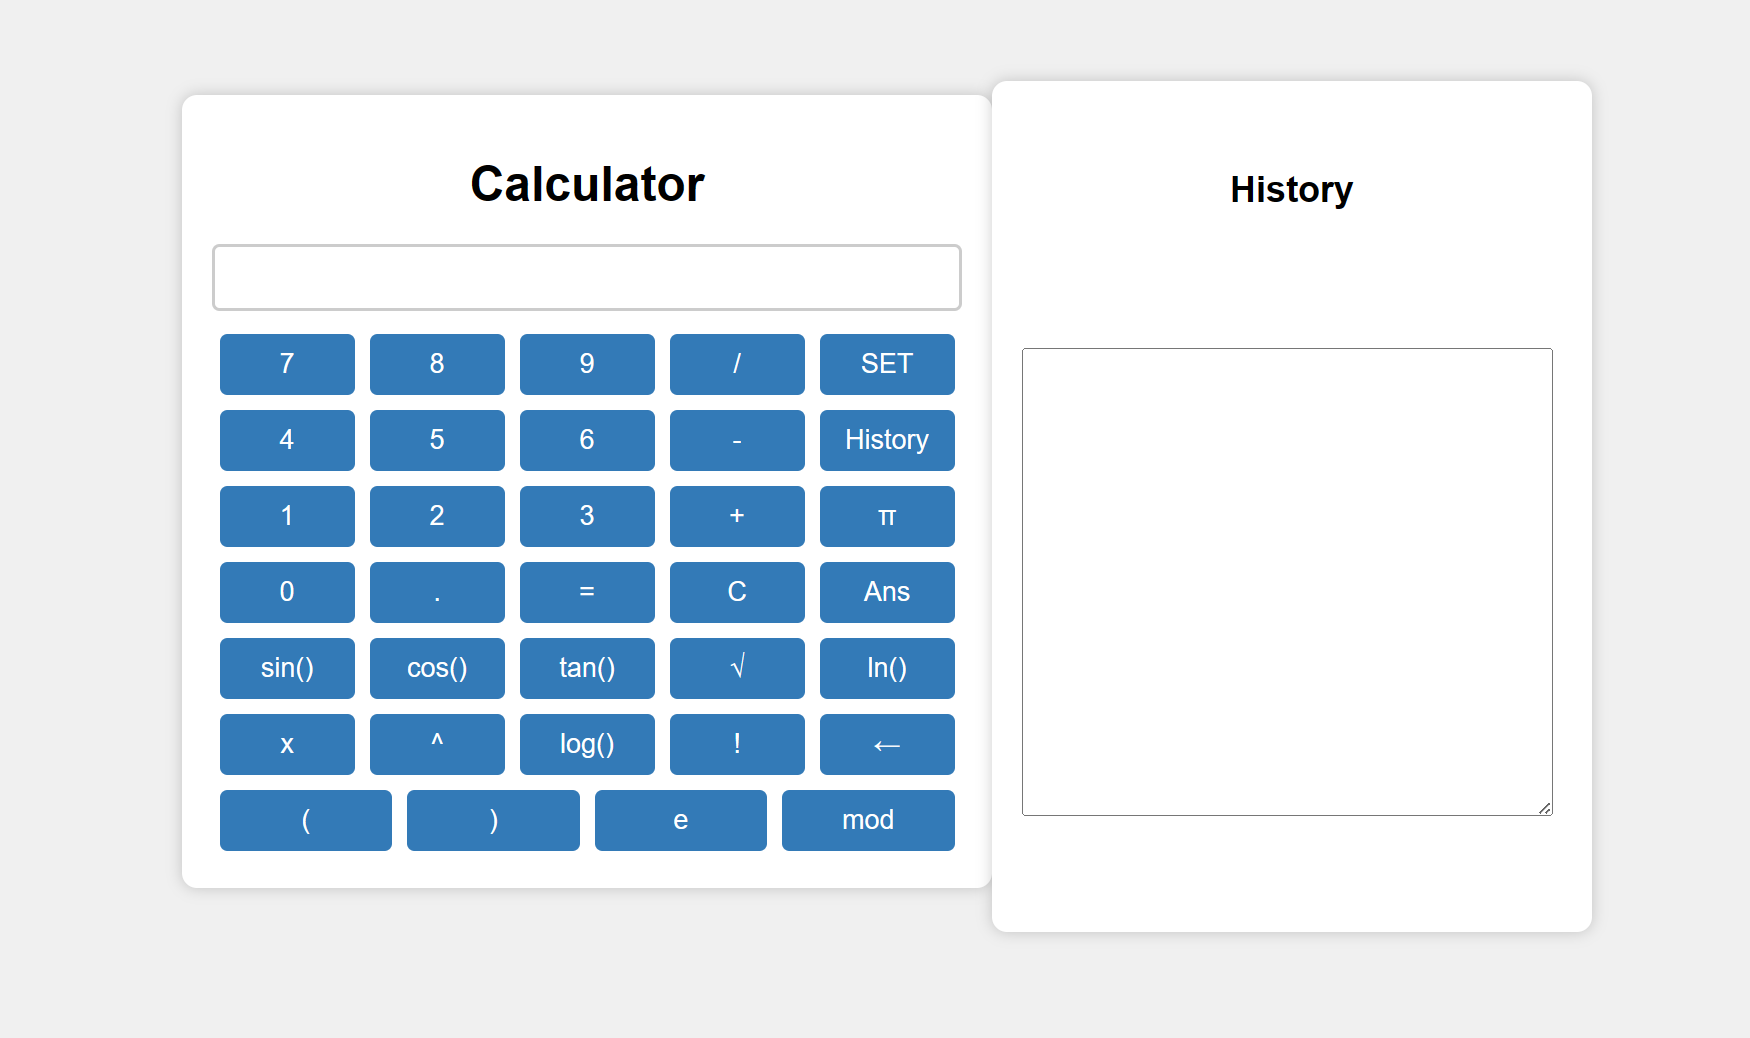 Calculator
7 8 9 / SET
4 5 6 - History
1 2 3 + π
0 . = C Ans
sin() cos() tan() √ ln()
x ^ log() ! ←
( ) e mod
History